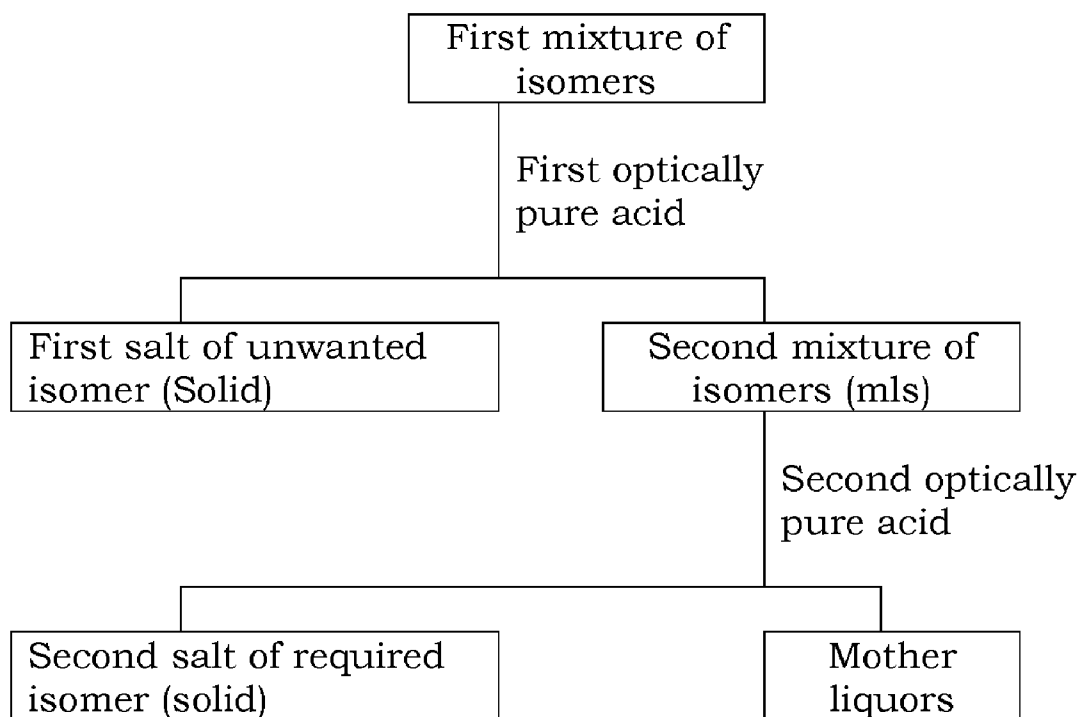 First mixture of
isomers
First optically
pure acid
First salt of unwanted
isomer (Solid)
Second mixture of
isomers (mls)
Second optically
pure acid
Second salt of required
isomer (solid)
Mother
liquors